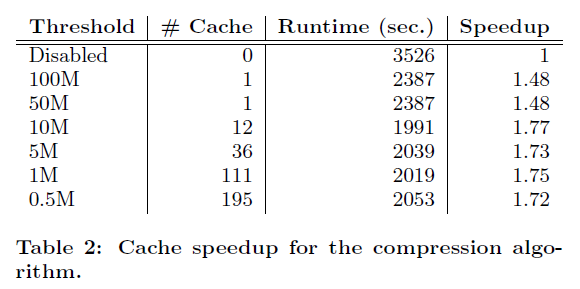 Threshold # Cache Runtime (sec.) Speedup
Disabled 0 3526 1
100M 1 2387 1.48
50M 1 2387 1.48
10M 12 1991 1.77
5M 36 2039 1.73
1M 111 2019 1.75
0.5M 195 2053 1.72
Table 2: Cache speedup for the compression algo-
rithm.